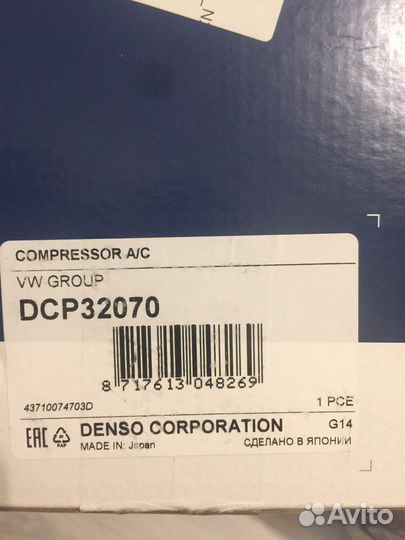 COMPRESSOR A/C
VW GROUP
DCP32070
8 717613 048269
43710074703D
1 PCE
EAC
PAP
DENSO CORPORATION
G14
MADE IN: Japan
СДЕЛАНО В ЯПОНИИ
Avito